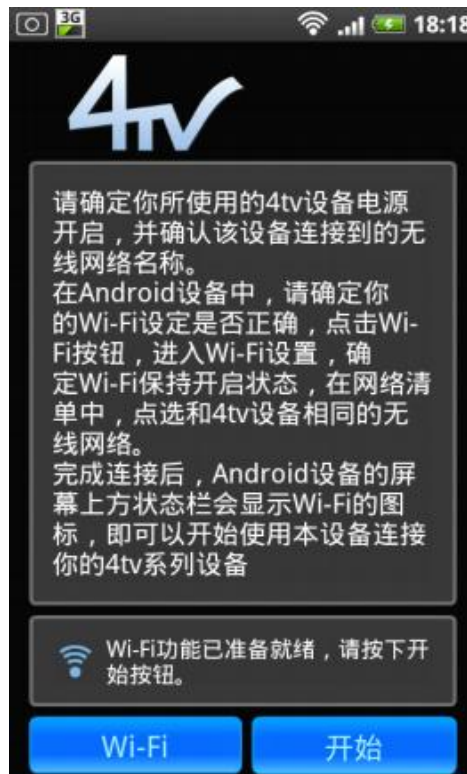 3G
18:18
4TV
请确定你所使用的4tv设备电源
开启，并确认该设备连接到的无
线网络名称。
在Android设备中，请确定你
的Wi-Fi设定是否正确，点击Wi-
Fi按钮，进入Wi-Fi设置，确
定Wi-Fi保持开启状态，在网络清
单中，点选和4tv设备相同的无
线网络。
完成连接后，Android设备的屏
幕上方状态栏会显示Wi-Fi的图
标，即可以开始使用本设备连接
你的4tv系列设备
Wi-Fi功能已准备就绪，请按下开
始按钮。
Wi-Fi
开始